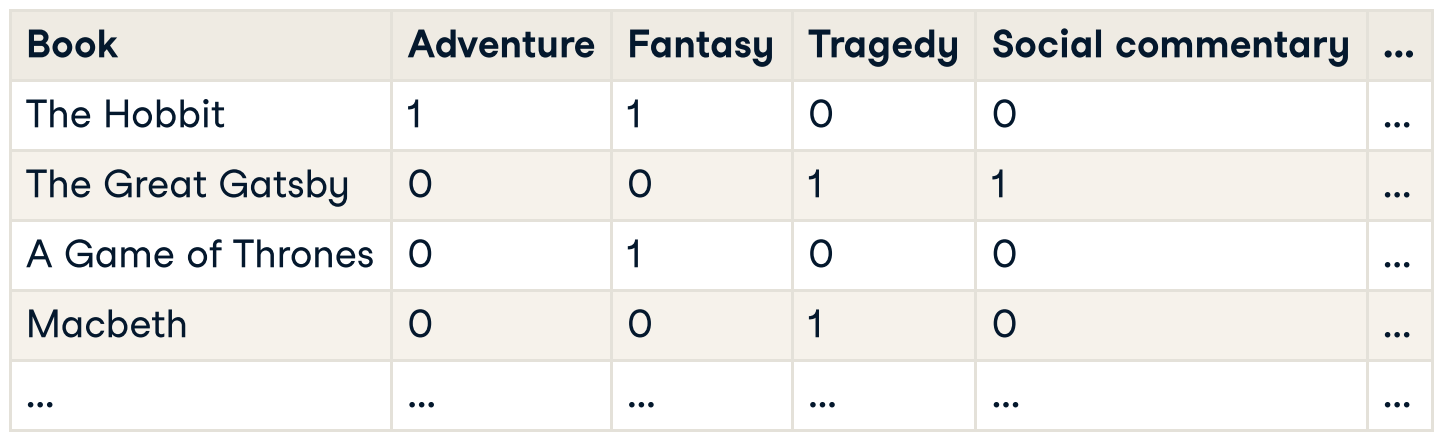 Book Adventure Fantasy Tragedy Social commentary ...
The Hobbit 1 1 0 0 ...
The Great Gatsby 0 0 1 1 ...
A Game of Thrones 0 1 0 0 ...
Macbeth 0 0 1 0 ...
... ... ... ... ... ...